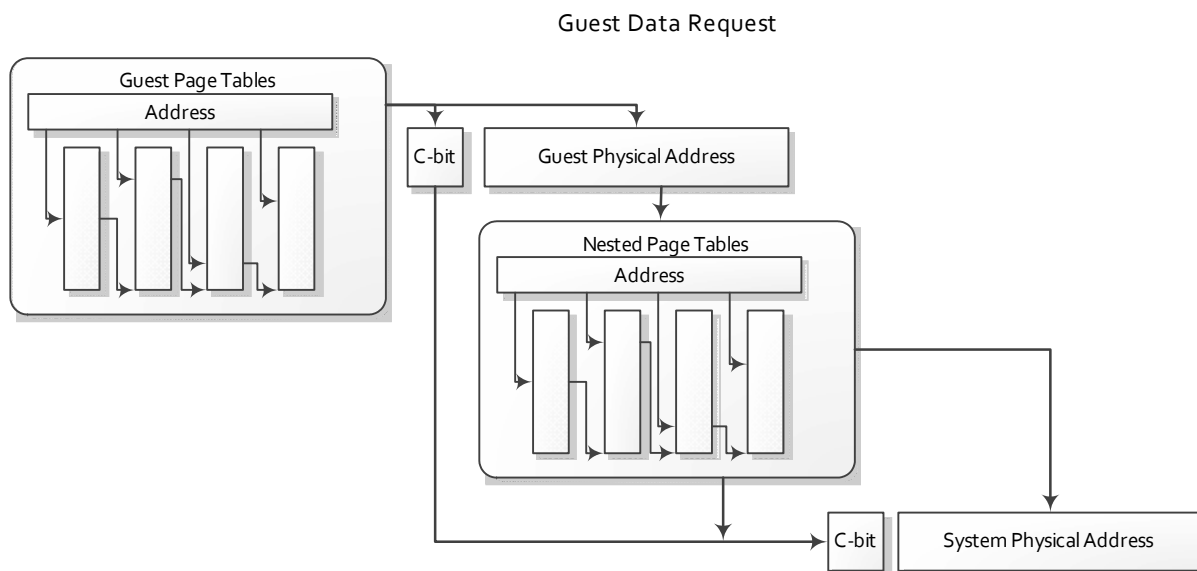 Guest Data Request
Guest Page Tables
Address
C-bit
Guest Physical Address
Nested Page Tables
Address
C-bit
System Physical Address